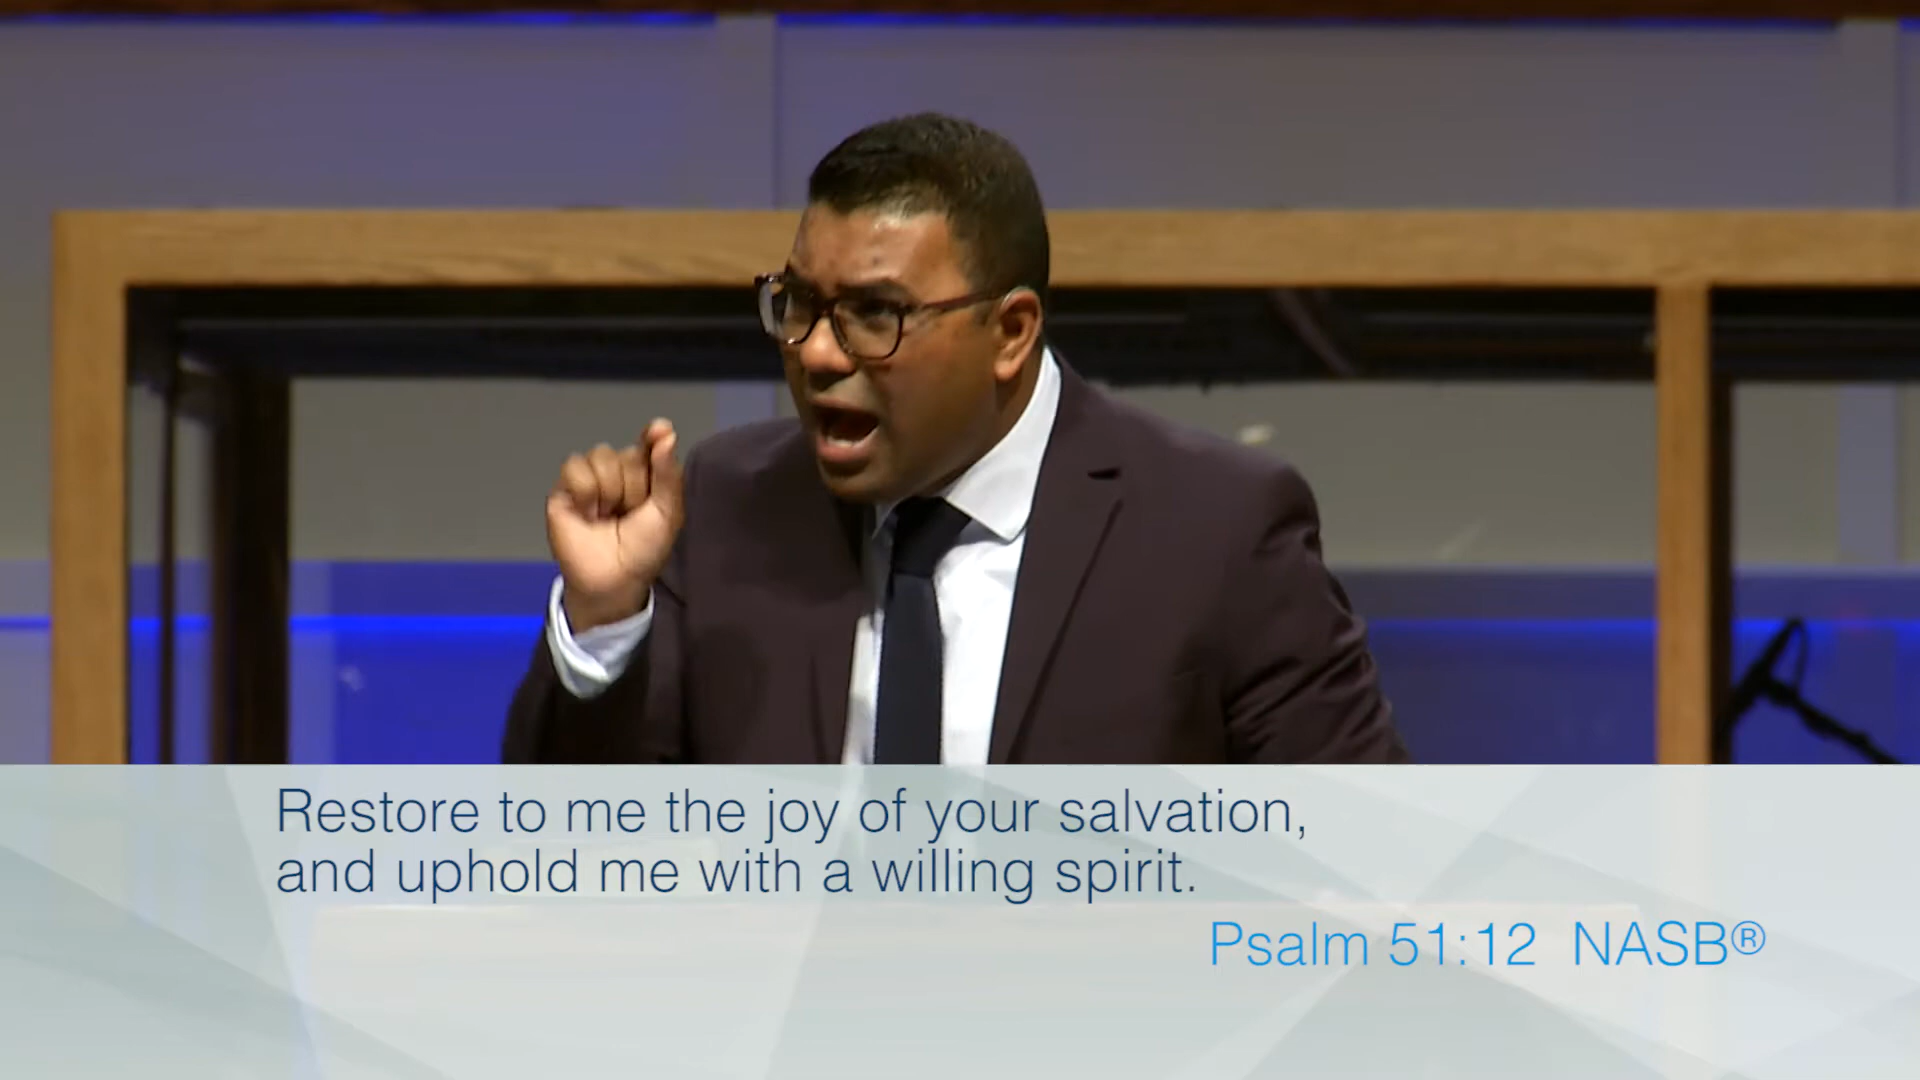 Restore to me the joy of your salvation,
and uphold me with a willing spirit.
Psalm 51:12 NASB®